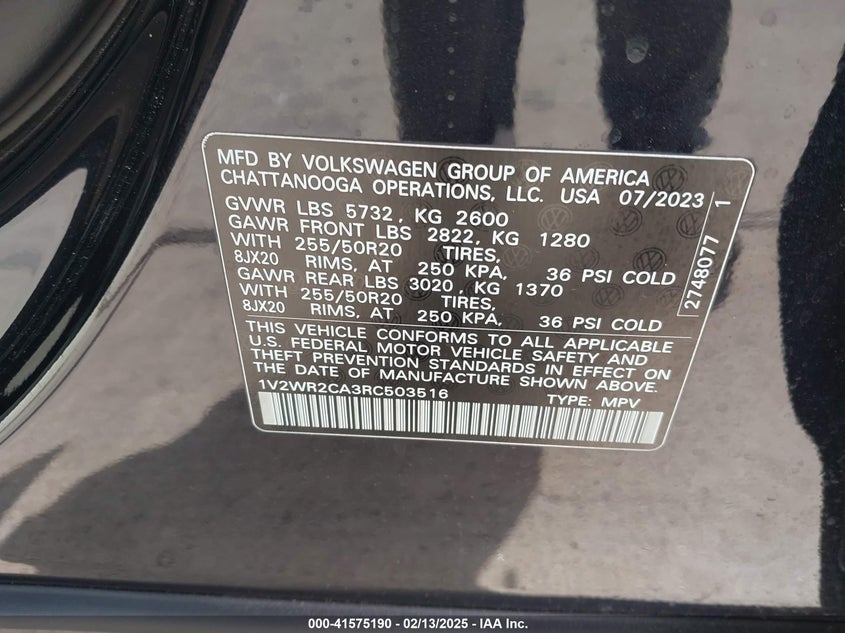 MFD BY VOLKSWAGEN GROUP OF AMERICA
CHATTANOOGA OPERATIONS, LLC. USA 07/2023
GVWR LBS 5732, KG 2600
GAWR FRONT LBS 2822, KG 1280
WITH 255/50R20 TIRES,
8JX20 RIMS, AT 250 KPA, 36 PSI COLD
GAWR REAR LBS 3020, KG 1370
WITH 255/50R20 TIRES,
8JX20 RIMS, AT 250 KPA, 36 PSI COLD
THIS VEHICLE CONFORMS TO ALL APPLICABLE
U.S. FEDERAL MOTOR VEHICLE SAFETY AND
THEFT PREVENTION STANDARDS IN EFFECT ON
THE DATE OF MANUFACTURE SHOWN ABOVE.
1V2WR2CA3RC503516 TYPE: MPV
2748077 1
000-41575190 - 02/13/2025 - ©IAA Inc.